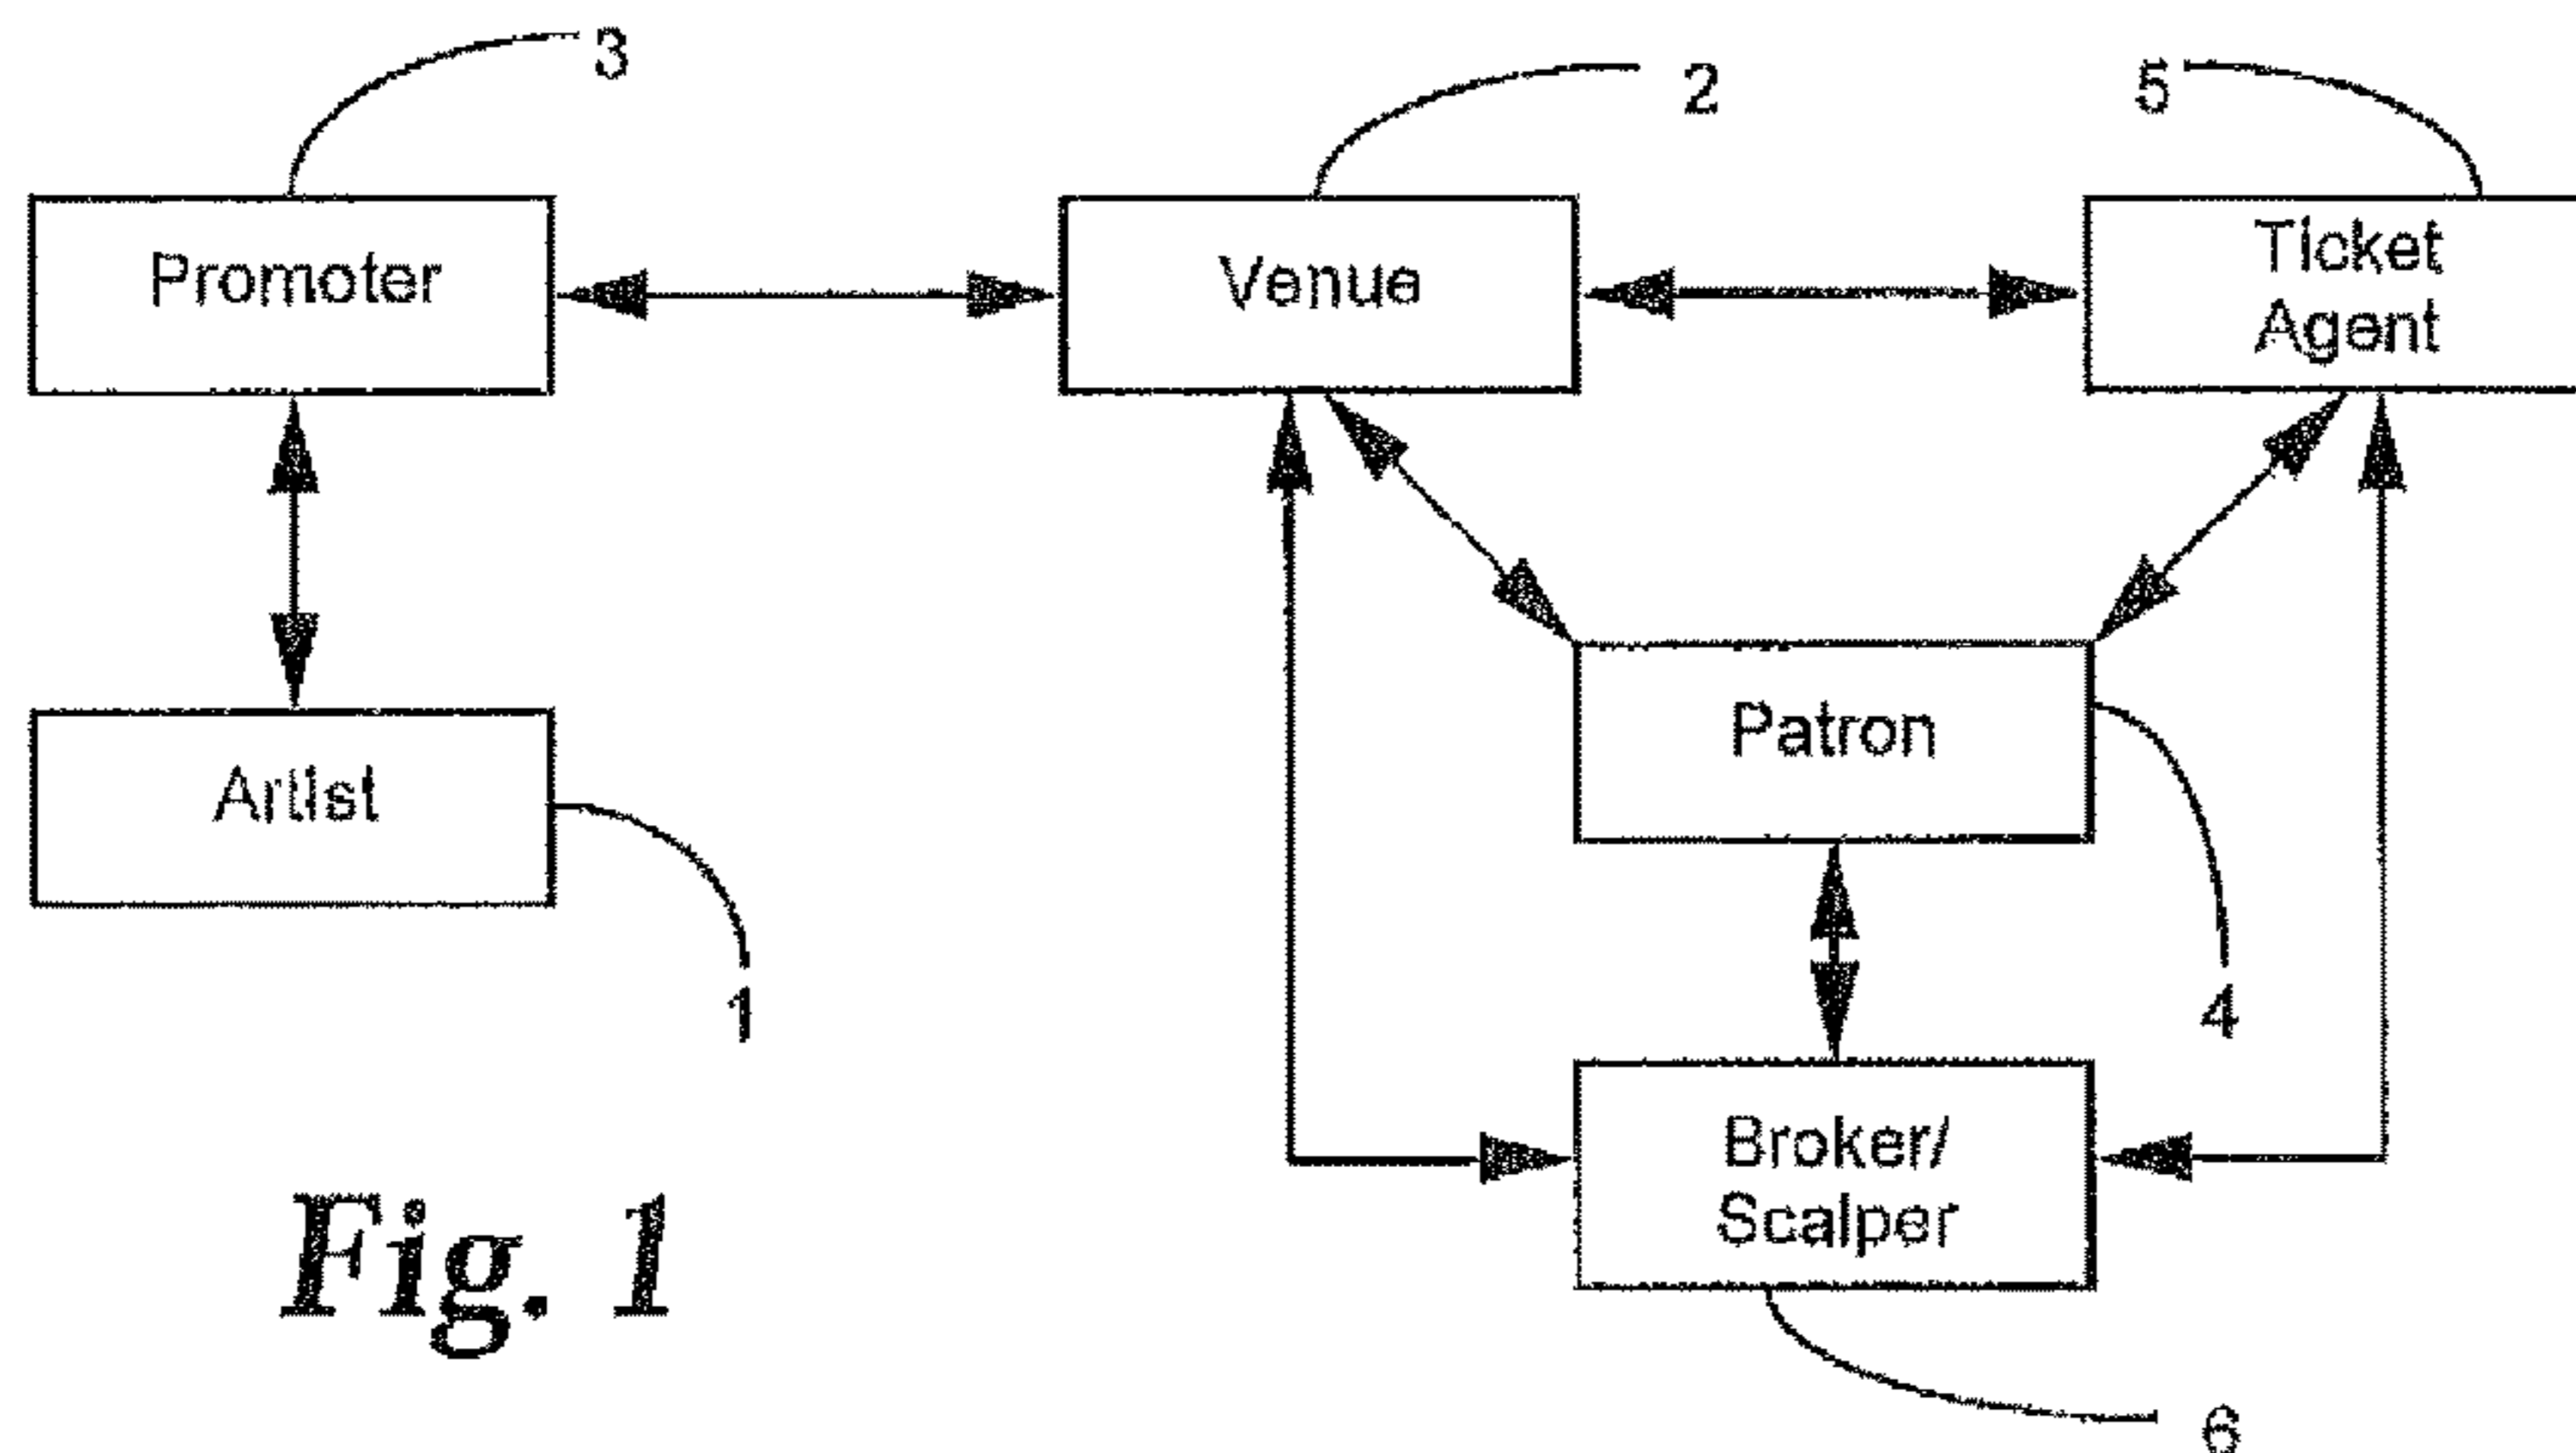 3
2
5
Promoter
Venue
Ticket
Agent
Patron
Artist
1
4
Broker/
Scalper
Fig. 1
6